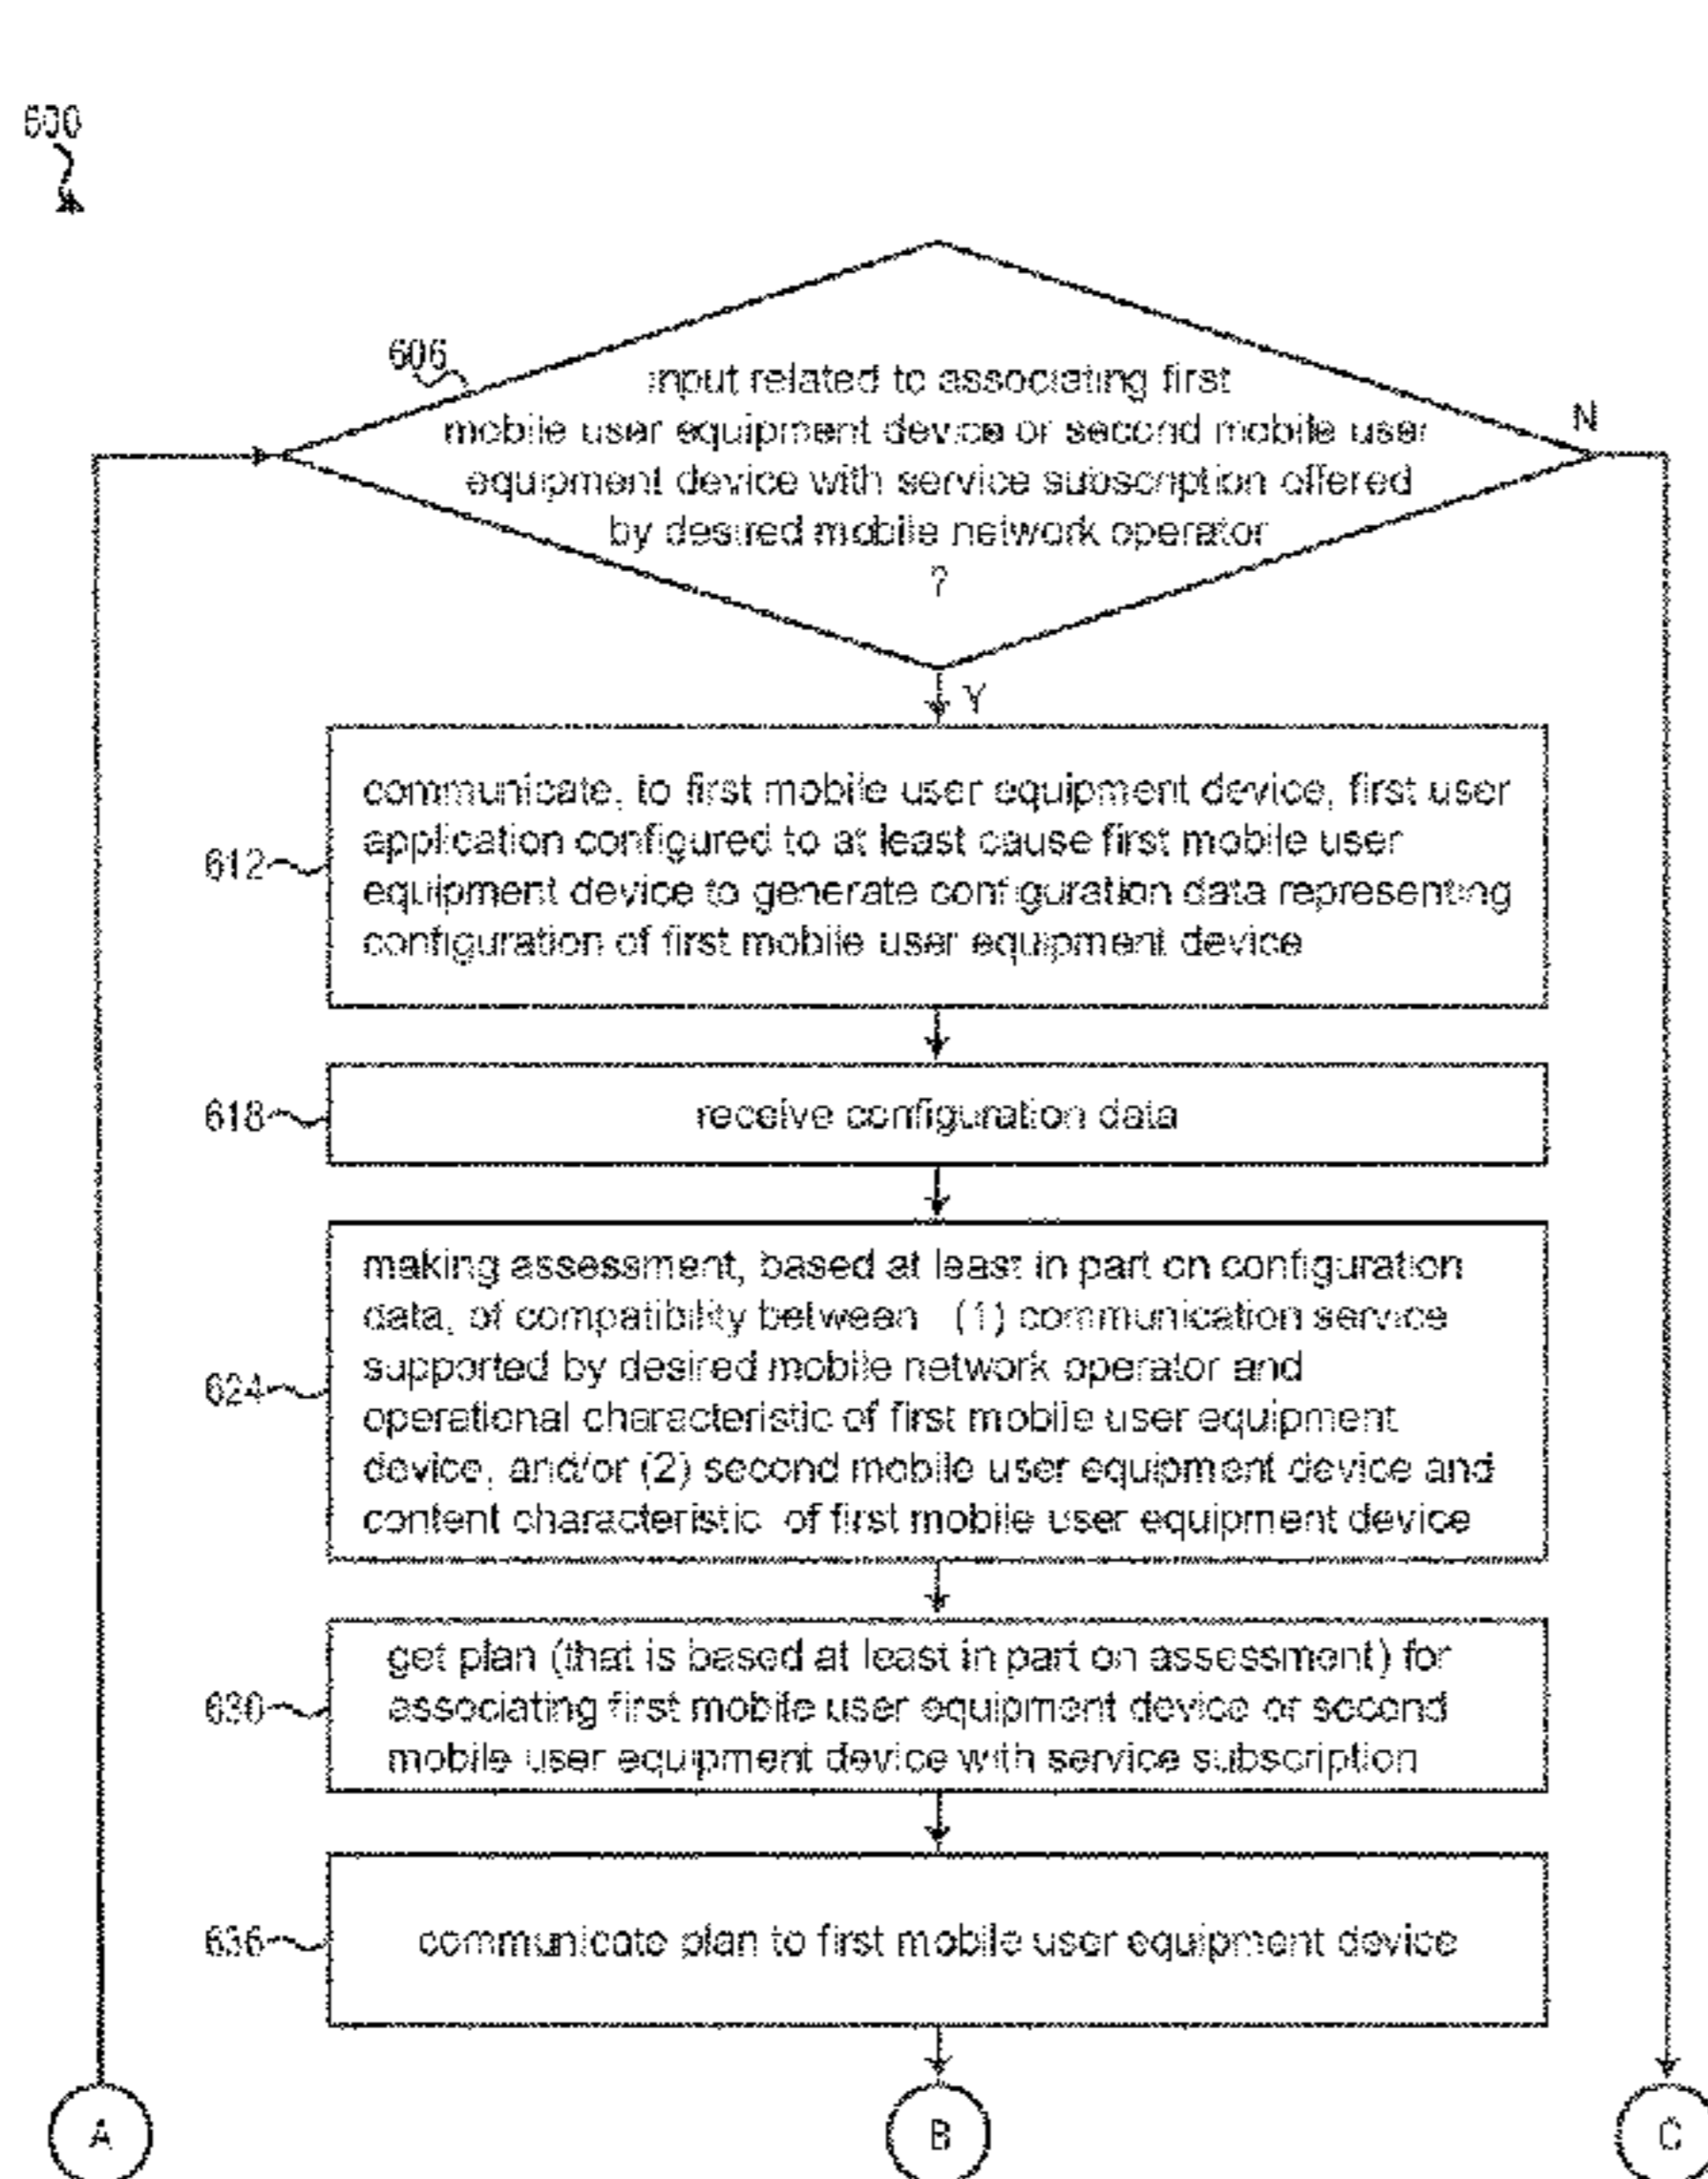 600
606
input related to associating first
mobile user equipment device or second mobile user
equipment device with service subscription offered
by desired mobile network operator
?
N
Y
612
communicate, to first mobile user equipment device, first user
application configured to at least cause first mobile user
equipment device to generate configuration data representing
configuration of first mobile user equipment device
618
receive configuration data
624
making assessment, based at least in part on configuration
data, of compatibility between (1) communication service
supported by desired mobile network operator and
operational characteristic of first mobile user equipment
device, and/or (2) second mobile user equipment device and
content characteristic of first mobile user equipment device
630
get plan (that is based at least in part on assessment) for
associating first mobile user equipment device or second
mobile user equipment device with service subscription
636
communicate plan to first mobile user equipment device
A
B
C